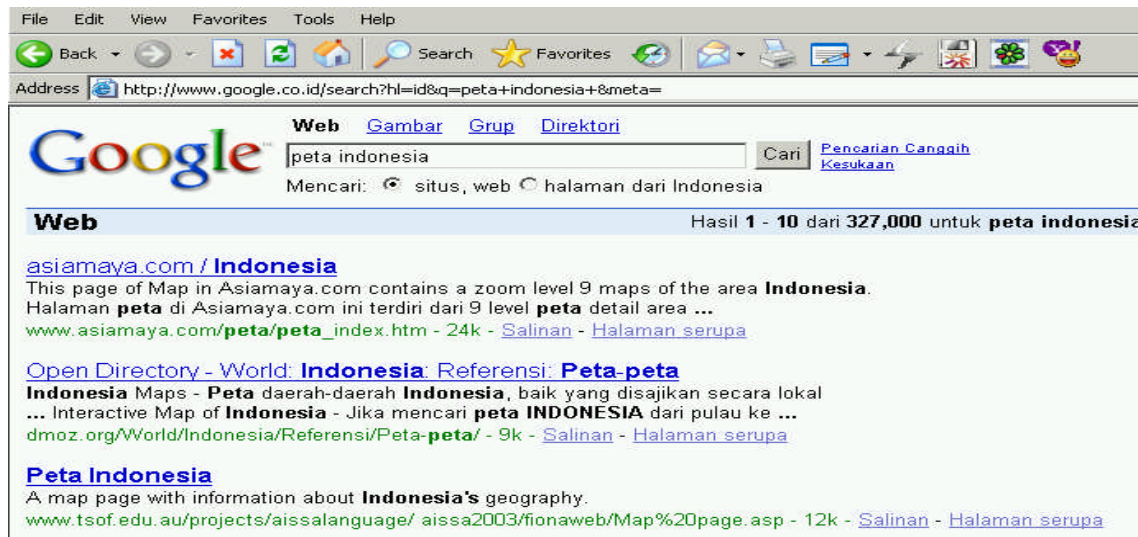 File Edit View Favorites Tools Help
Back Search Favorites
Address http://www.google.co.id/search?hl=id&q=peta+indonesia+&meta=
Web Gambar Grup Direktori
Google™ peta indonesia Cari Pencarian Canggih
Kesukaan
Mencari: situs, web halaman dari Indonesia
Web Hasil 1 - 10 dari 327,000 untuk peta indonesia
asiamaya.com / Indonesia
This page of Map in Asiamaya.com contains a zoom level 9 maps of the area Indonesia.
Halaman peta di Asiamaya.com ini terdiri dari 9 level peta detail area ...
www.asiamaya.com/peta/peta_index.htm - 24k - Salinan - Halaman serupa
Open Directory - World: Indonesia: Referensi: Peta-peta
Indonesia Maps - Peta daerah-daerah Indonesia, baik yang disajikan secara lokal
... Interactive Map of Indonesia - Jika mencari peta INDONESIA dari pulau ke ...
dmoz.org/World/Indonesia/Referensi/Peta-peta/ - 9k - Salinan - Halaman serupa
Peta Indonesia
A map page with information about Indonesia's geography.
www.tsof.edu.au/projects/aissalanguage/ aissa2003/fionaweb/Map%20page.asp - 12k - Salinan - Halaman serupa